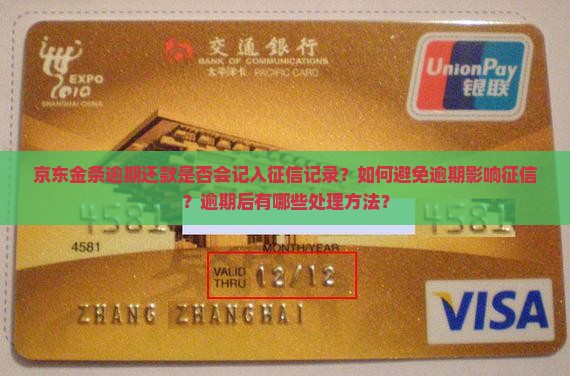 EXPO
2010
SHANGHAI CHINA
交通銀行
BANK OF COMMUNICATIONS
太平洋卡 PACIFIC CARD
UnionPay
银联
京东金条逾期还款是否会记入征信记录？如何避免逾期影响征信
？逾期后有哪些处理方法？
4581
4581
MONTH/YEAR
VALID
THRU 12/12
ZHANG ZHANGHAI
VISA